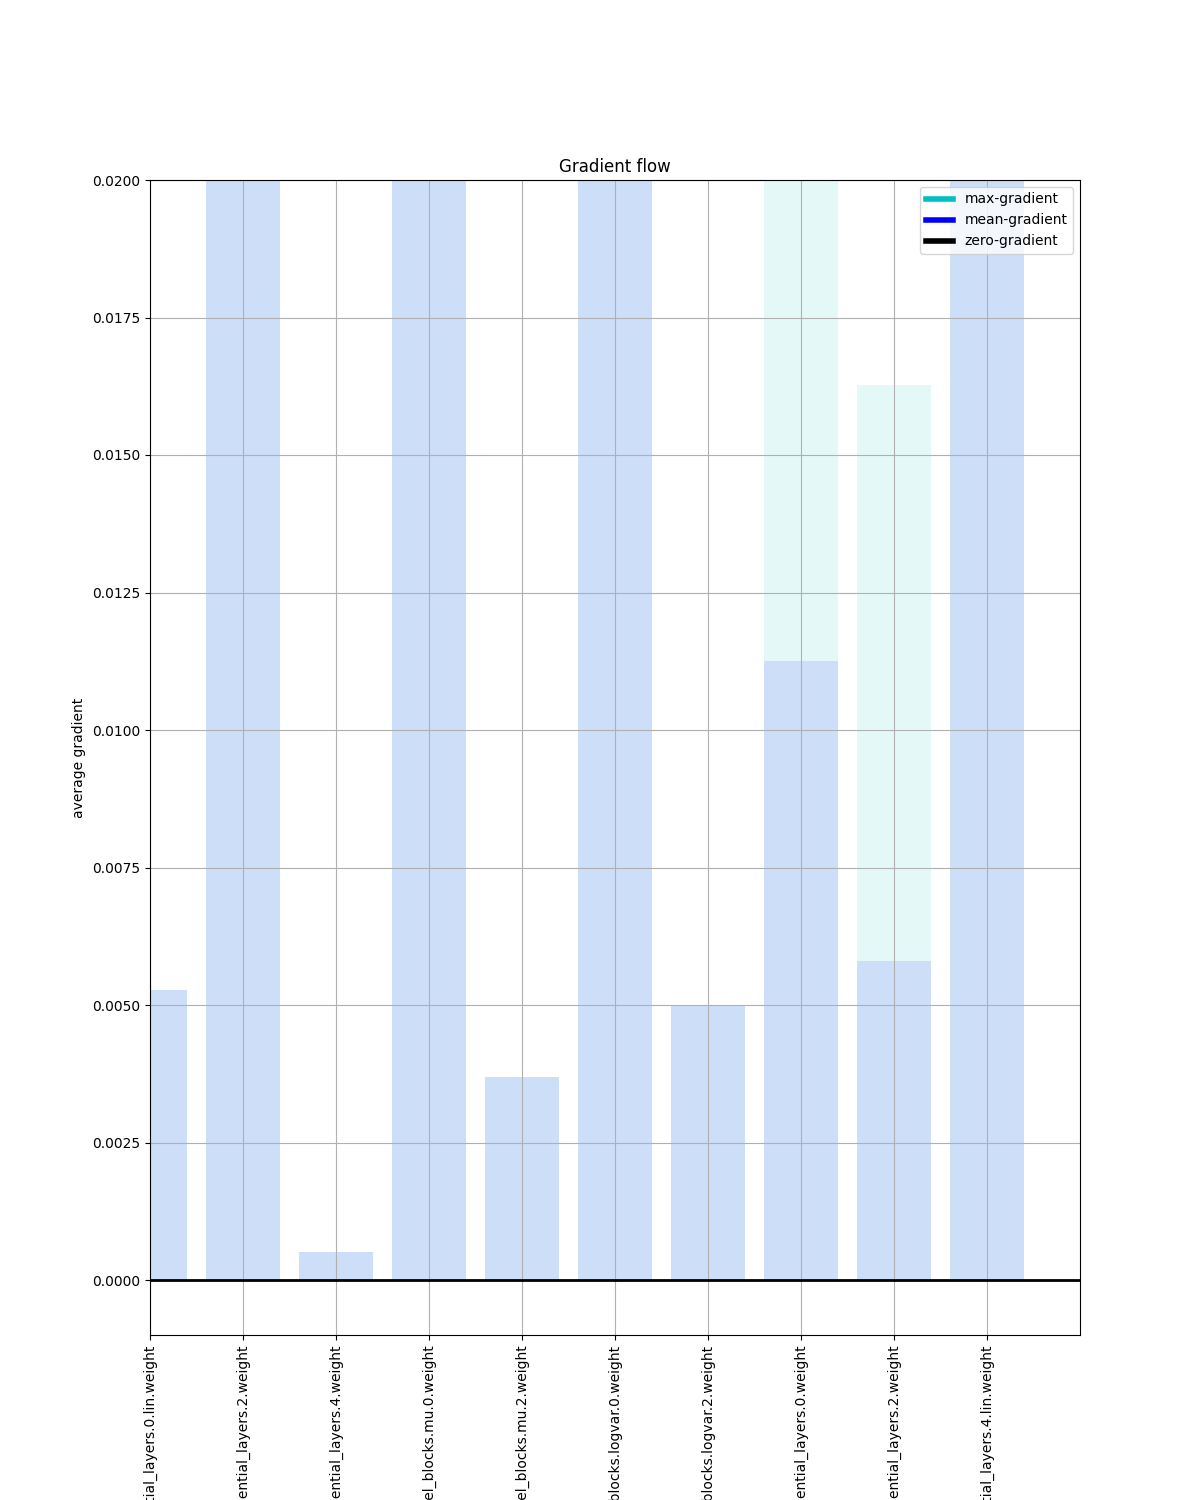 Gradient flow
max-gradient
mean-gradient
zero-gradient
0.0200
0.0175
0.0150
0.0125
0.0100
0.0075
0.0050
0.0025
0.0000
average gradient
tial_layers.0.lin.weight
ential_layers.2.weight
ential_layers.4.weight
el_blocks.mu.0.weight
el_blocks.mu.2.weight
blocks.logvar.0.weight
blocks.logvar.2.weight
ential_layers.0.weight
ential_layers.2.weight
tial_layers.4.lin.weight